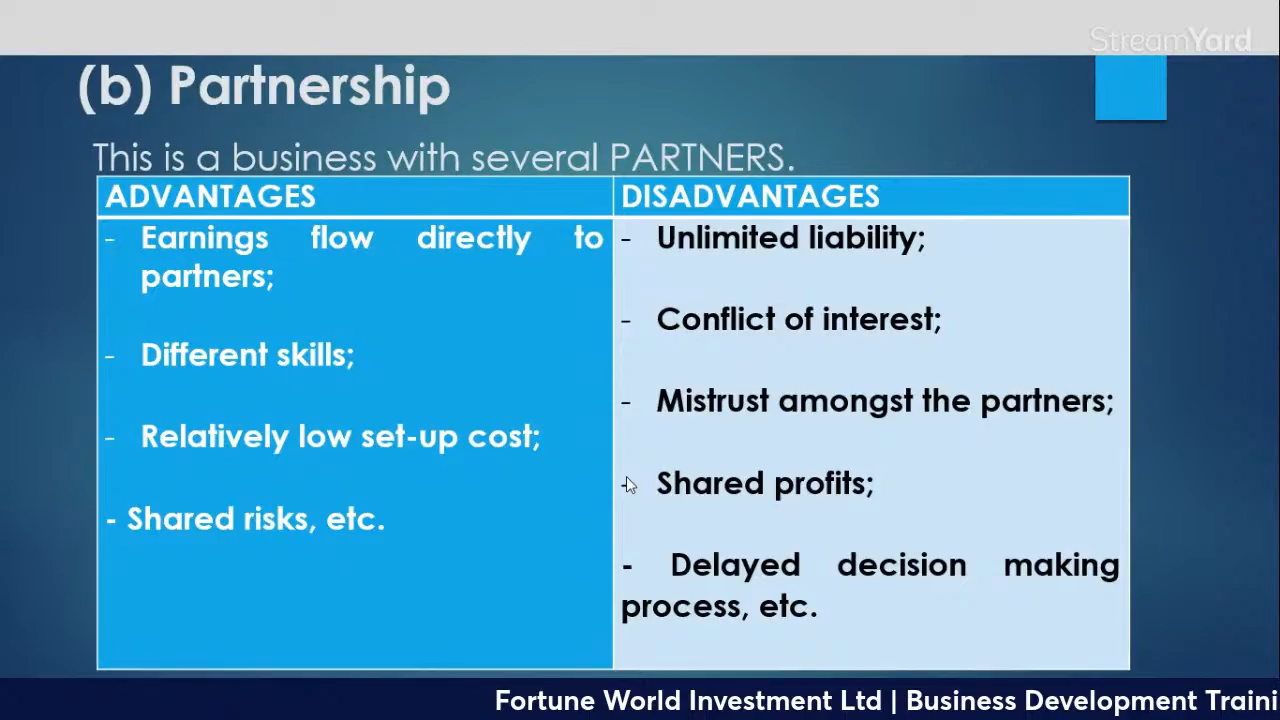 StreamYard
(b) Partnership
This is a business with several PARTNERS.
ADVANTAGES
- Earnings flow directly to
partners;
- Different skills;
- Relatively low set-up cost;
- Shared risks, etc.
DISADVANTAGES
- Unlimited liability;
- Conflict of interest;
- Mistrust amongst the partners;
- Shared profits;
- Delayed decision making
process, etc.
Fortune World Investment Ltd | Business Development Traini